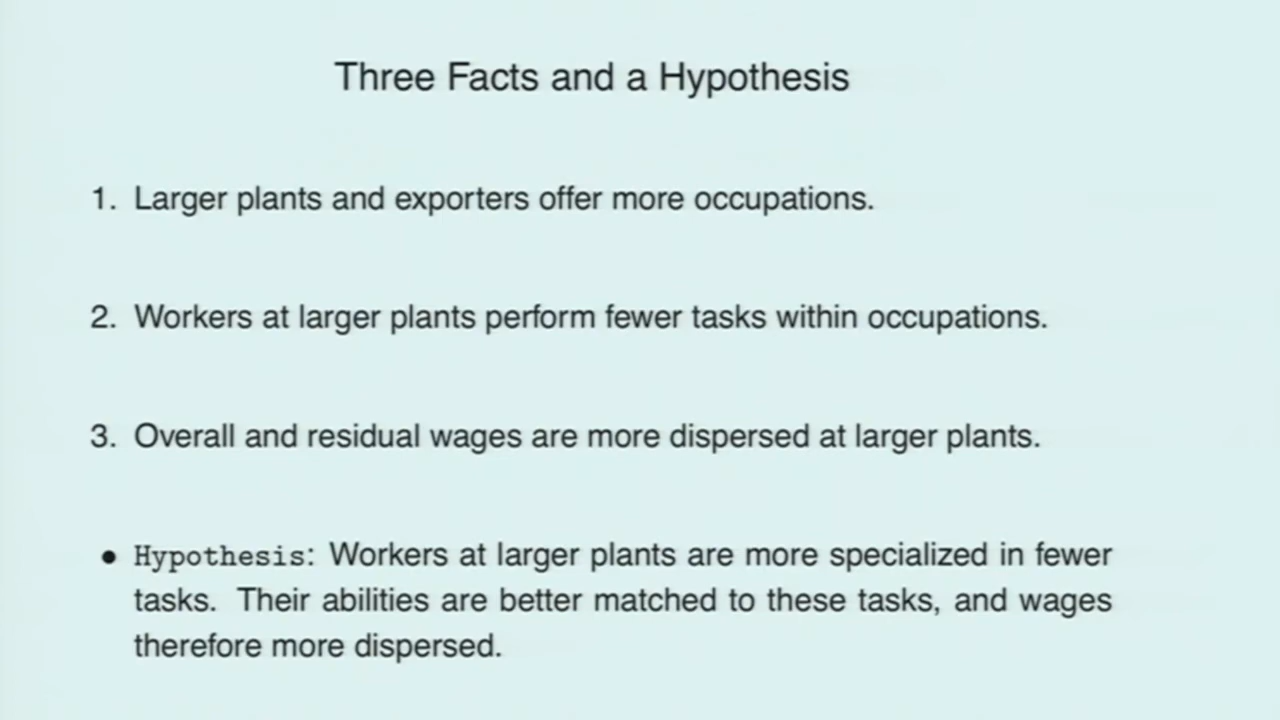 Three Facts and a Hypothesis
1. Larger plants and exporters offer more occupations.
2. Workers at larger plants perform fewer tasks within occupations.
3. Overall and residual wages are more dispersed at larger plants.
• Hypothesis: Workers at larger plants are more specialized in fewer
tasks. Their abilities are better matched to these tasks, and wages
therefore more dispersed.